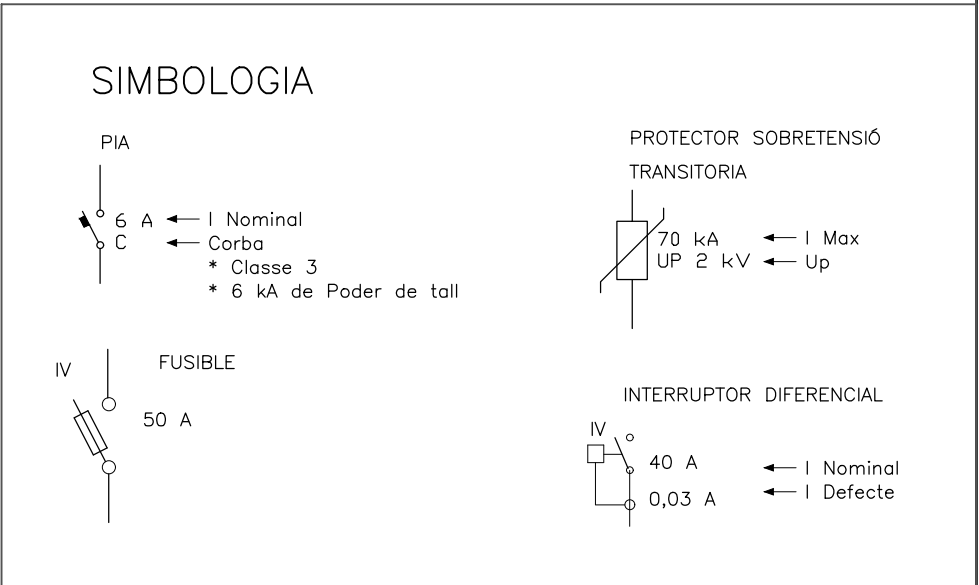 SIMBOLOGIA
PIA
6 A I Nominal
C Corba
* Classe 3
* 6 kA de Poder de tall
PROTECTOR SOBRETENSIÓ
TRANSITORIA
70 kA I Max
UP 2 kV Up
IV FUSIBLE
50 A
INTERRUPTOR DIFERENCIAL
IV
40 A I Nominal
0,03 A I Defecte